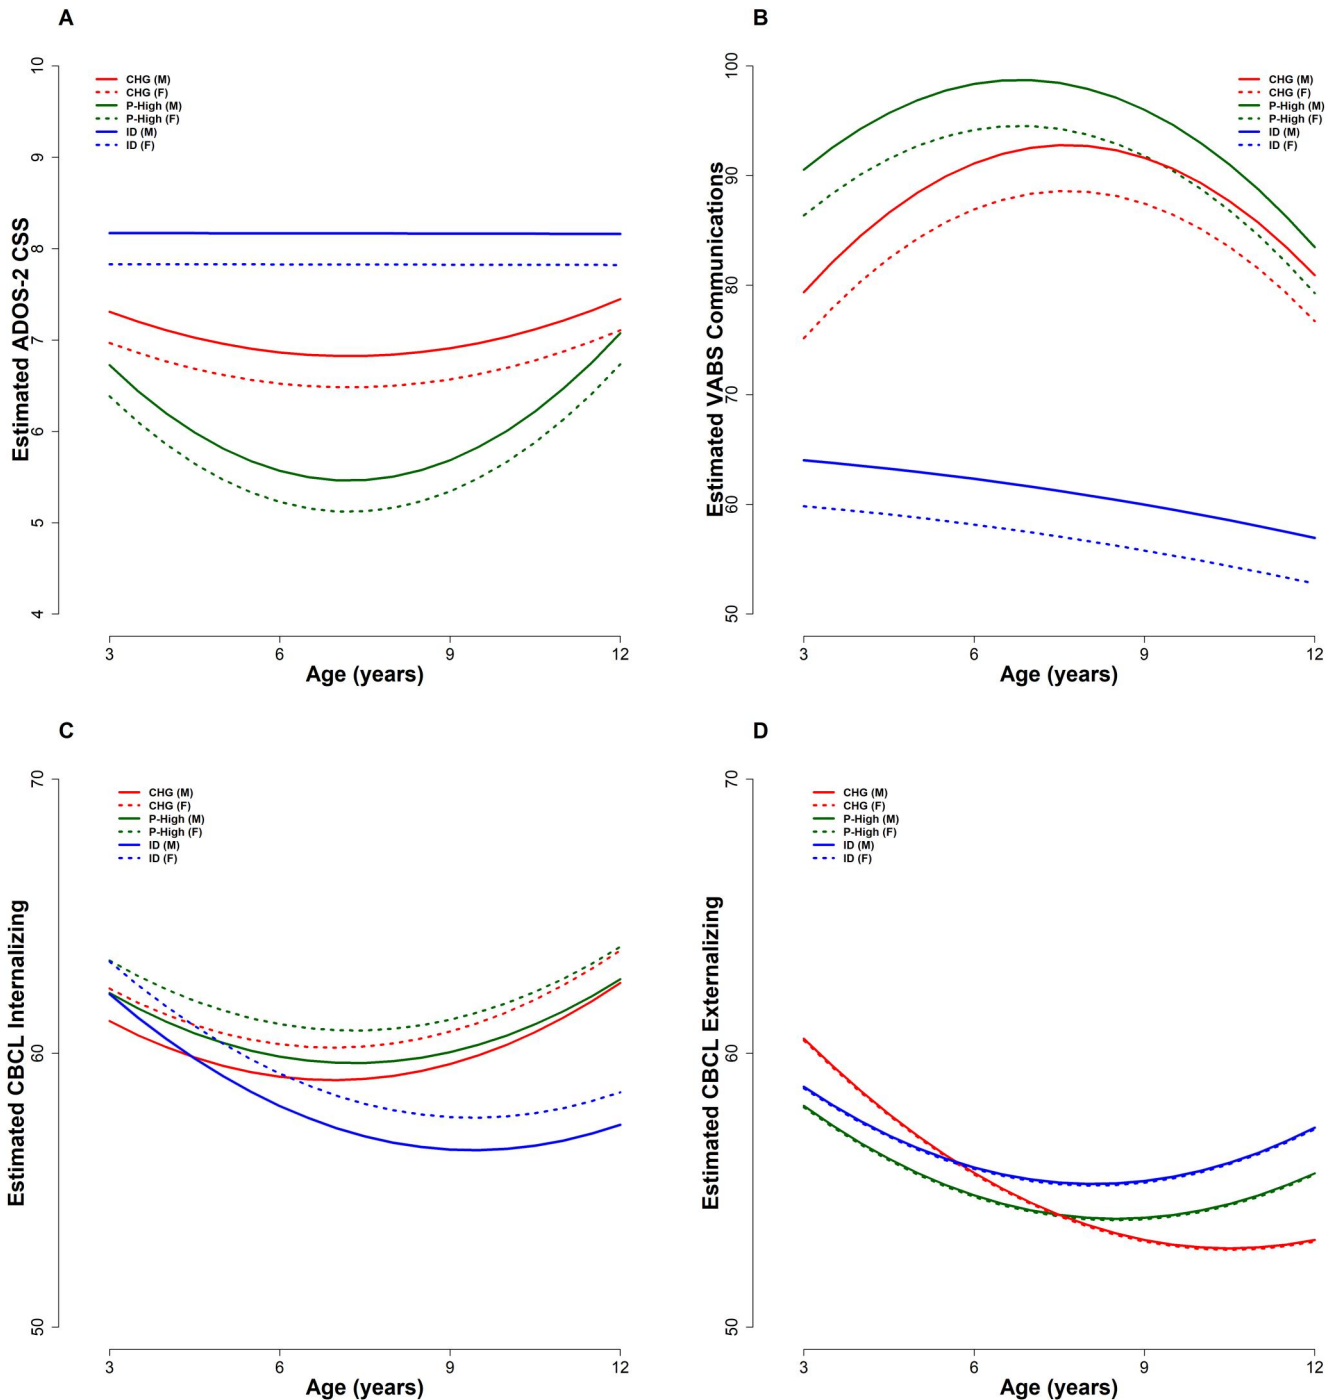 A
Estimated ADOS-2 CSS
10
9
8
7
6
5
4
CHG (M)
CHG (F)
P-High (M)
P-High (F)
ID (M)
ID (F)
3 6 9 12
Age (years)
B
Estimated VABS Communications
100
90
80
70
60
50
CHG (M)
CHG (F)
P-High (M)
P-High (F)
ID (M)
ID (F)
3 6 9 12
Age (years)
C
Estimated CBCL Internalizing
70
60
50
CHG (M)
CHG (F)
P-High (M)
P-High (F)
ID (M)
ID (F)
3 6 9 12
Age (years)
D
Estimated CBCL Externalizing
70
60
50
CHG (M)
CHG (F)
P-High (M)
P-High (F)
ID (M)
ID (F)
3 6 9 12
Age (years)